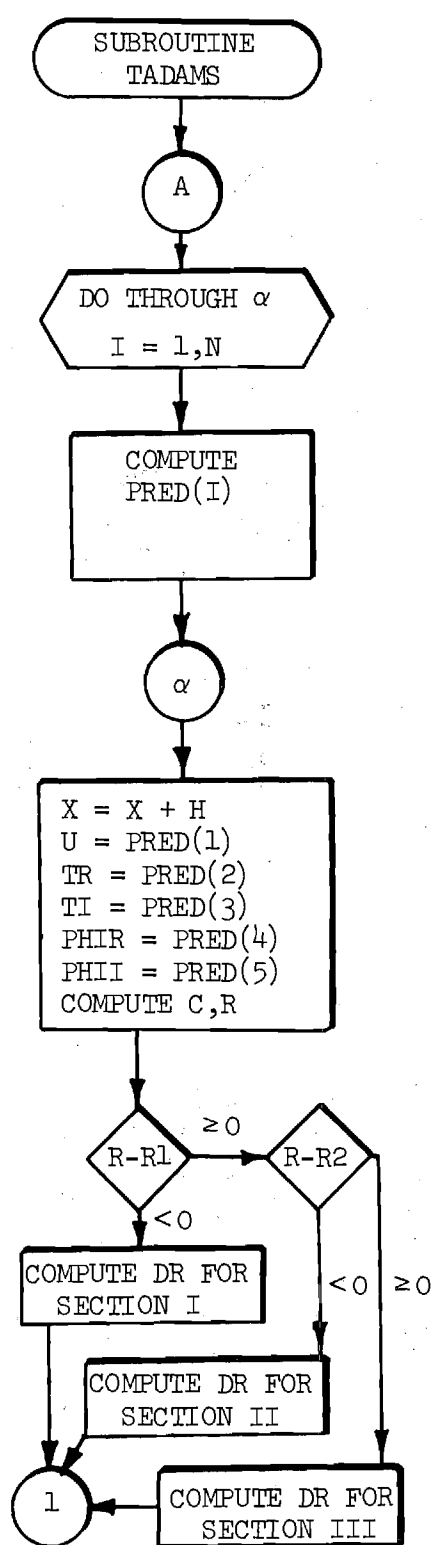 SUBROUTINE
TADAMS
A
DO THROUGH α
I = 1,N
COMPUTE
PRED(I)
α
X = X + H
U = PRED(1)
TR = PRED(2)
TI = PRED(3)
PHIR = PRED(4)
PHII = PRED(5)
COMPUTE C,R
R-R1
≥0
R-R2
<0
<0
≥0
COMPUTE DR FOR
SECTION I
COMPUTE DR FOR
SECTION II
1
COMPUTE DR FOR
SECTION III